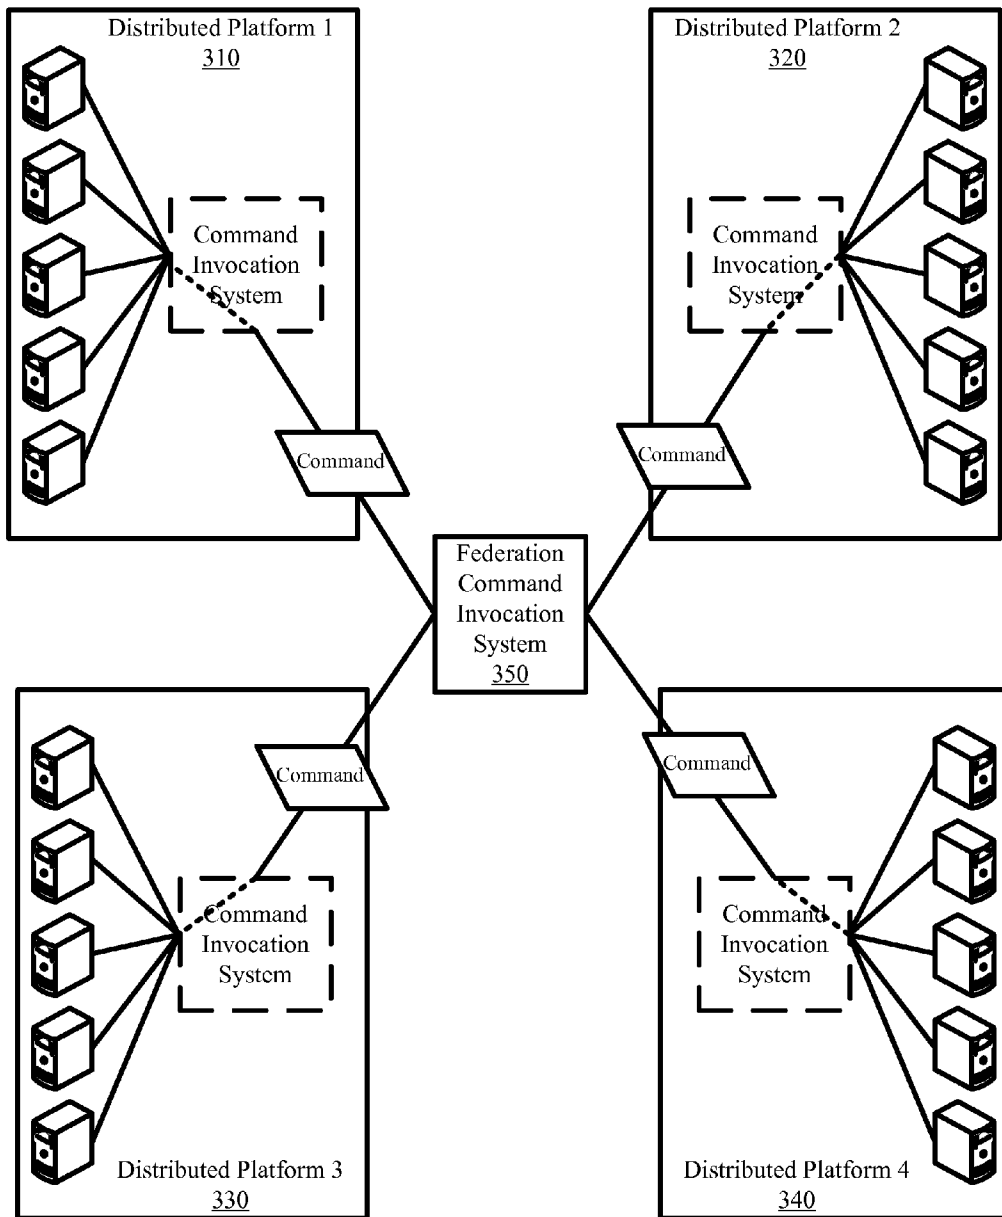 Distributed Platform 1
310
Distributed Platform 2
320
Command
Invocation
System
Command
Invocation
System
Command
Command
Federation
Command
Invocation
System
350
Command
Command
Command
Invocation
System
Command
Invocation
System
Distributed Platform 3
330
Distributed Platform 4
340